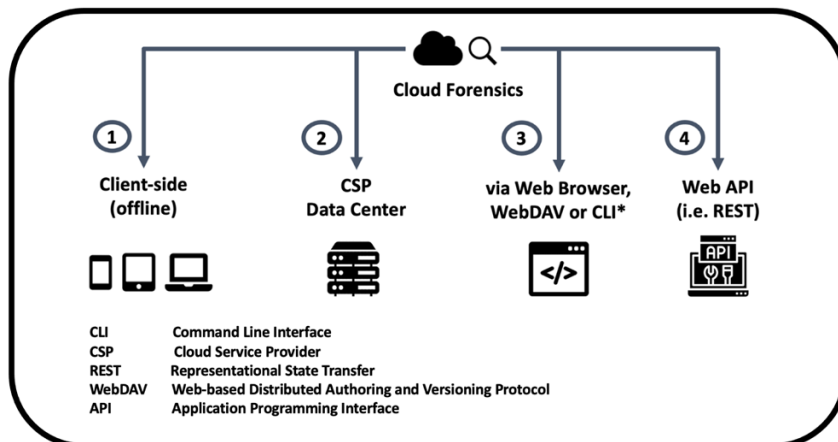 Cloud Forensics
1
Client-side
(offline)
2
CSP
Data Center
3
via Web Browser,
WebDAV or CLI*
4
Web API
(i.e. REST)
</>
API
CLI Command Line Interface
CSP Cloud Service Provider
REST Representational State Transfer
WebDAV Web-based Distributed Authoring and Versioning Protocol
API Application Programming Interface